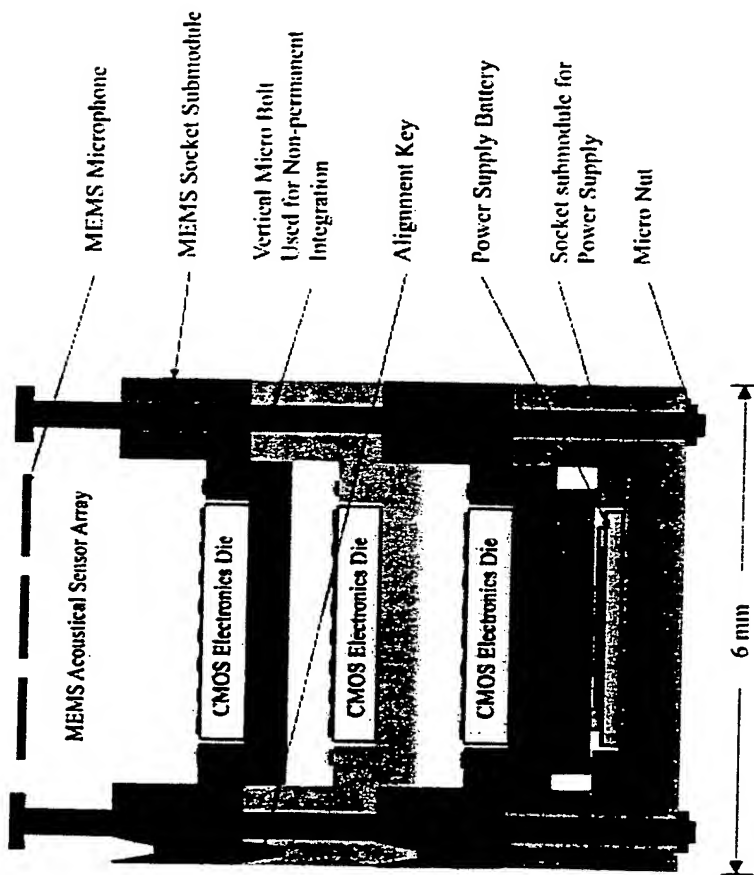 MEMS Microphone
MEMS Socket Submodule
Vertical Micro Bolt
Used for Non-permanent
Integration
Alignment Key
Power Supply Battery
Socket submodule for
Power Supply
Micro Nut
MEMS Acoustical Sensor Array
CMOS Electronics Die
CMOS Electronics Die
CMOS Electronics Die
6 mm